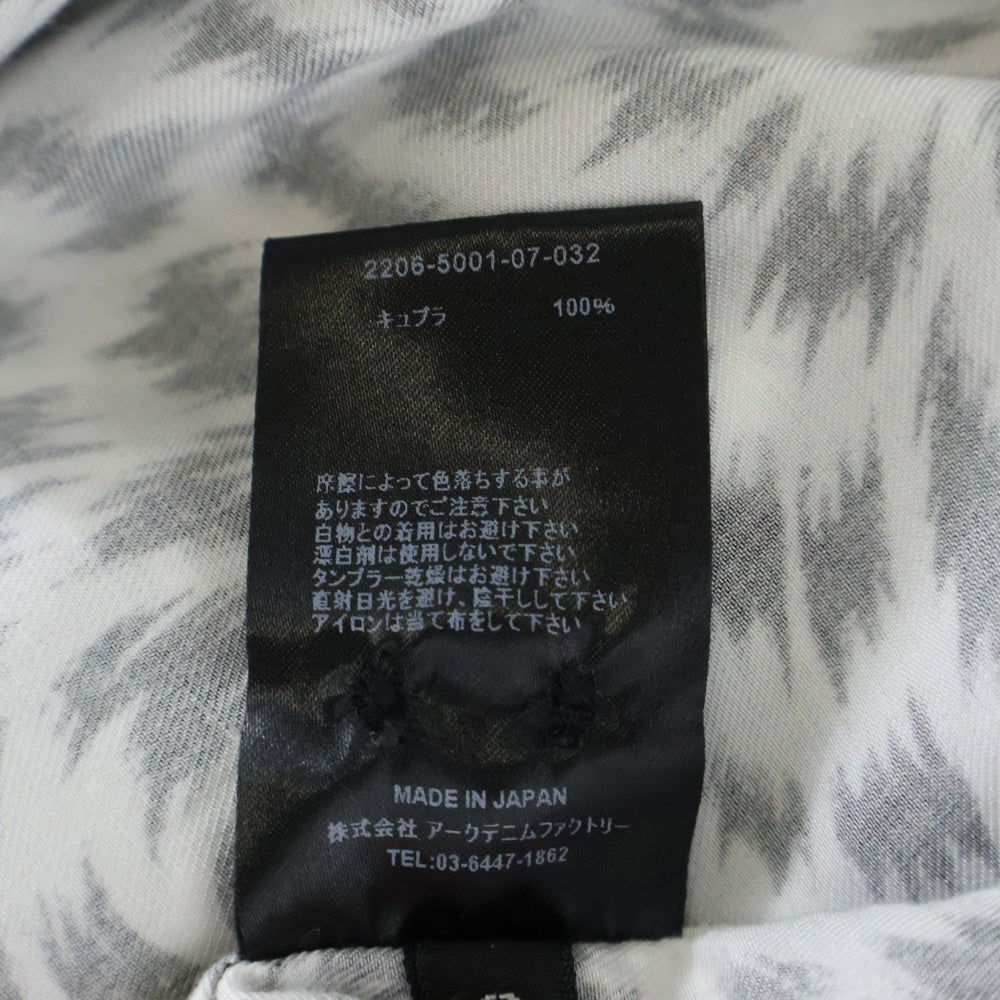 2206-5001-07-032
キュプラ 100%
摩擦によって色落ちする事が
ありますのでご注意下さい
白物との着用はお避け下さい
漂白剤は使用しないで下さい
タンブラー乾燥はお避け下さい
直射日光を避け、陰干しして下さい
アイロンは当て布をして下さい
MADE IN JAPAN
株式会社 アークデニムファクトリー
TEL:03-6447-1862